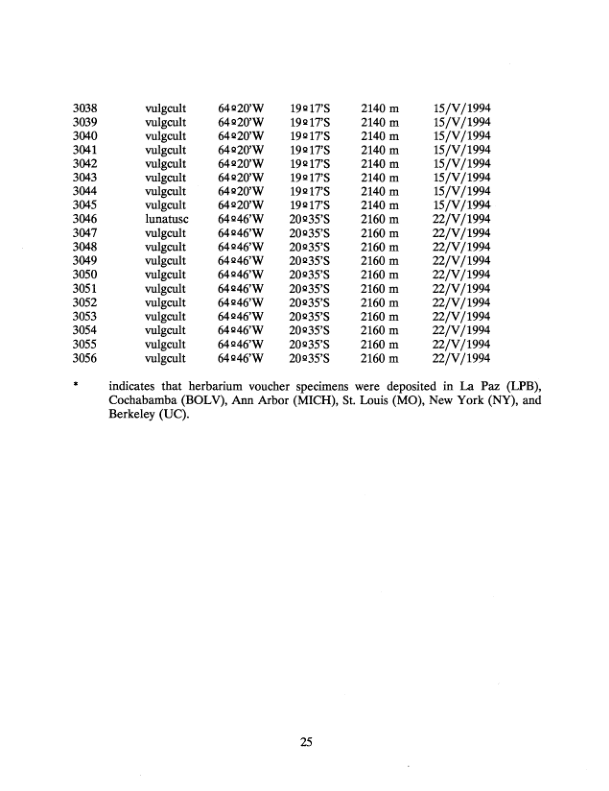 3038 vulgcult 64º20'W 19º17'S 2140 m 15/V/1994
3039 vulgcult 64º20'W 19º17'S 2140 m 15/V/1994
3040 vulgcult 64º20'W 19º17'S 2140 m 15/V/1994
3041 vulgcult 64º20'W 19º17'S 2140 m 15/V/1994
3042 vulgcult 64º20'W 19º17'S 2140 m 15/V/1994
3043 vulgcult 64º20'W 19º17'S 2140 m 15/V/1994
3044 vulgcult 64º20'W 19º17'S 2140 m 15/V/1994
3045 vulgcult 64º20'W 19º17'S 2140 m 15/V/1994
3046 lunatusc 64º46'W 20º35'S 2160 m 22/V/1994
3047 vulgcult 64º46'W 20º35'S 2160 m 22/V/1994
3048 vulgcult 64º46'W 20º35'S 2160 m 22/V/1994
3049 vulgcult 64º46'W 20º35'S 2160 m 22/V/1994
3050 vulgcult 64º46'W 20º35'S 2160 m 22/V/1994
3051 vulgcult 64º46'W 20º35'S 2160 m 22/V/1994
3052 vulgcult 64º46'W 20º35'S 2160 m 22/V/1994
3053 vulgcult 64º46'W 20º35'S 2160 m 22/V/1994
3054 vulgcult 64º46'W 20º35'S 2160 m 22/V/1994
3055 vulgcult 64º46'W 20º35'S 2160 m 22/V/1994
3056 vulgcult 64º46'W 20º35'S 2160 m 22/V/1994
* indicates that herbarium voucher specimens were deposited in La Paz (LPB),
Cochabamba (BOLV), Ann Arbor (MICH), St. Louis (MO), New York (NY), and
Berkeley (UC).
25